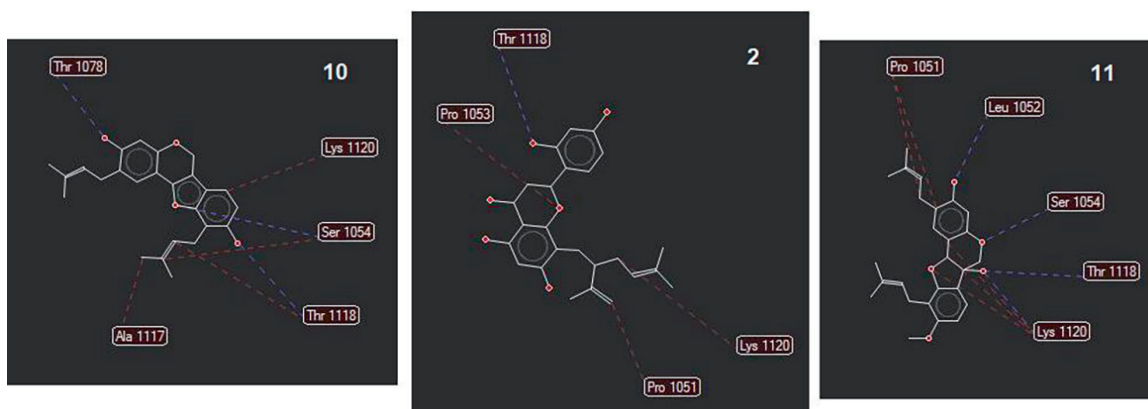 Thr 1078
10
Lys 1120
Ser 1054
Thr 1118
Ala 1117
Thr 1118
2
Pro 1053
Lys 1120
Pro 1051
Pro 1051
11
Leu 1052
Ser 1054
Thr 1118
Lys 1120